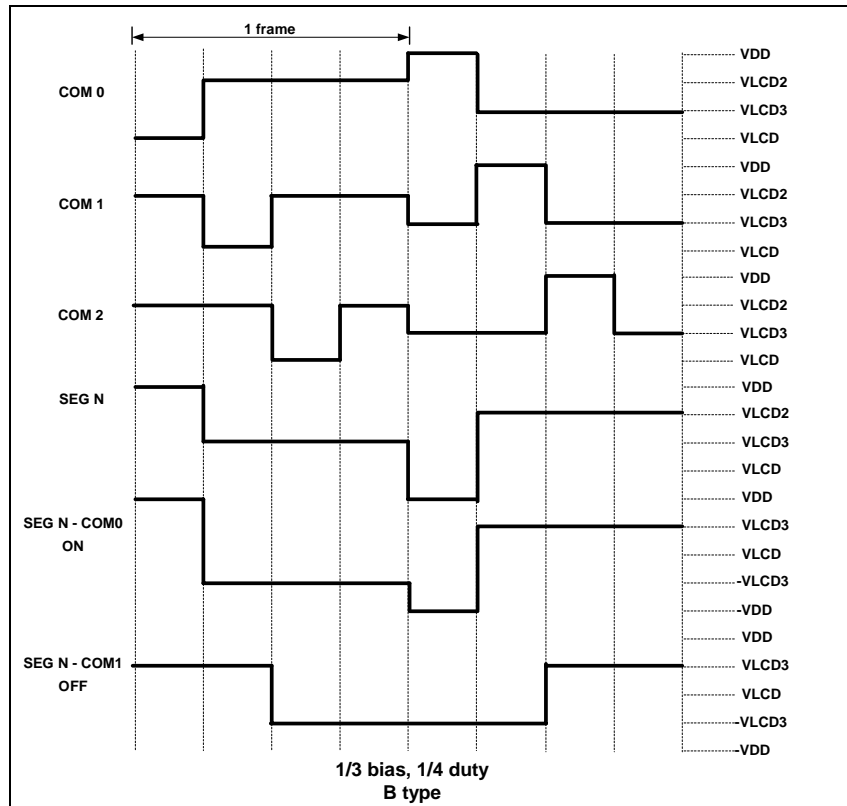 1 frame
COM 0
VDD
VLCD2
VLCD3
VLCD
COM 1
VDD
VLCD2
VLCD3
VLCD
COM 2
VDD
VLCD2
VLCD3
VLCD
SEG N
VDD
VLCD2
VLCD3
VLCD
SEG N - COM0
ON
VDD
VLCD3
VLCD
-VLCD3
-VDD
SEG N - COM1
OFF
VDD
VLCD3
VLCD
-VLCD3
-VDD
1/3 bias, 1/4 duty
B type